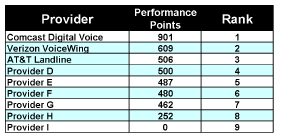 Provider Performance Points Rank
Comcast Digital Voice 901 1
Verizon VoiceWing 609 2
AT&T Landline 506 3
Provider D 500 4
Provider E 487 5
Provider F 480 6
Provider G 462 7
Provider H 252 8
Provider I 0 9